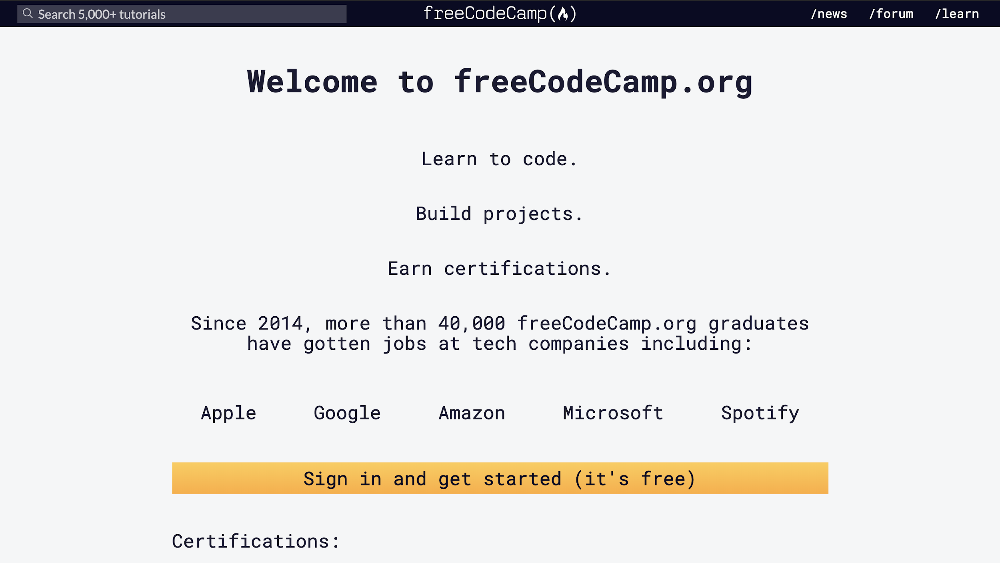 Search 5,000+ tutorials
freeCodeCamp
/news
/forum
/learn
Welcome to freeCodeCamp.org
Learn to code.
Build projects.
Earn certifications.
Since 2014, more than 40,000 freeCodeCamp.org graduates
have gotten jobs at tech companies including:
Apple
Google
Amazon
Microsoft
Spotify
Sign in and get started (it's free)
Certifications: